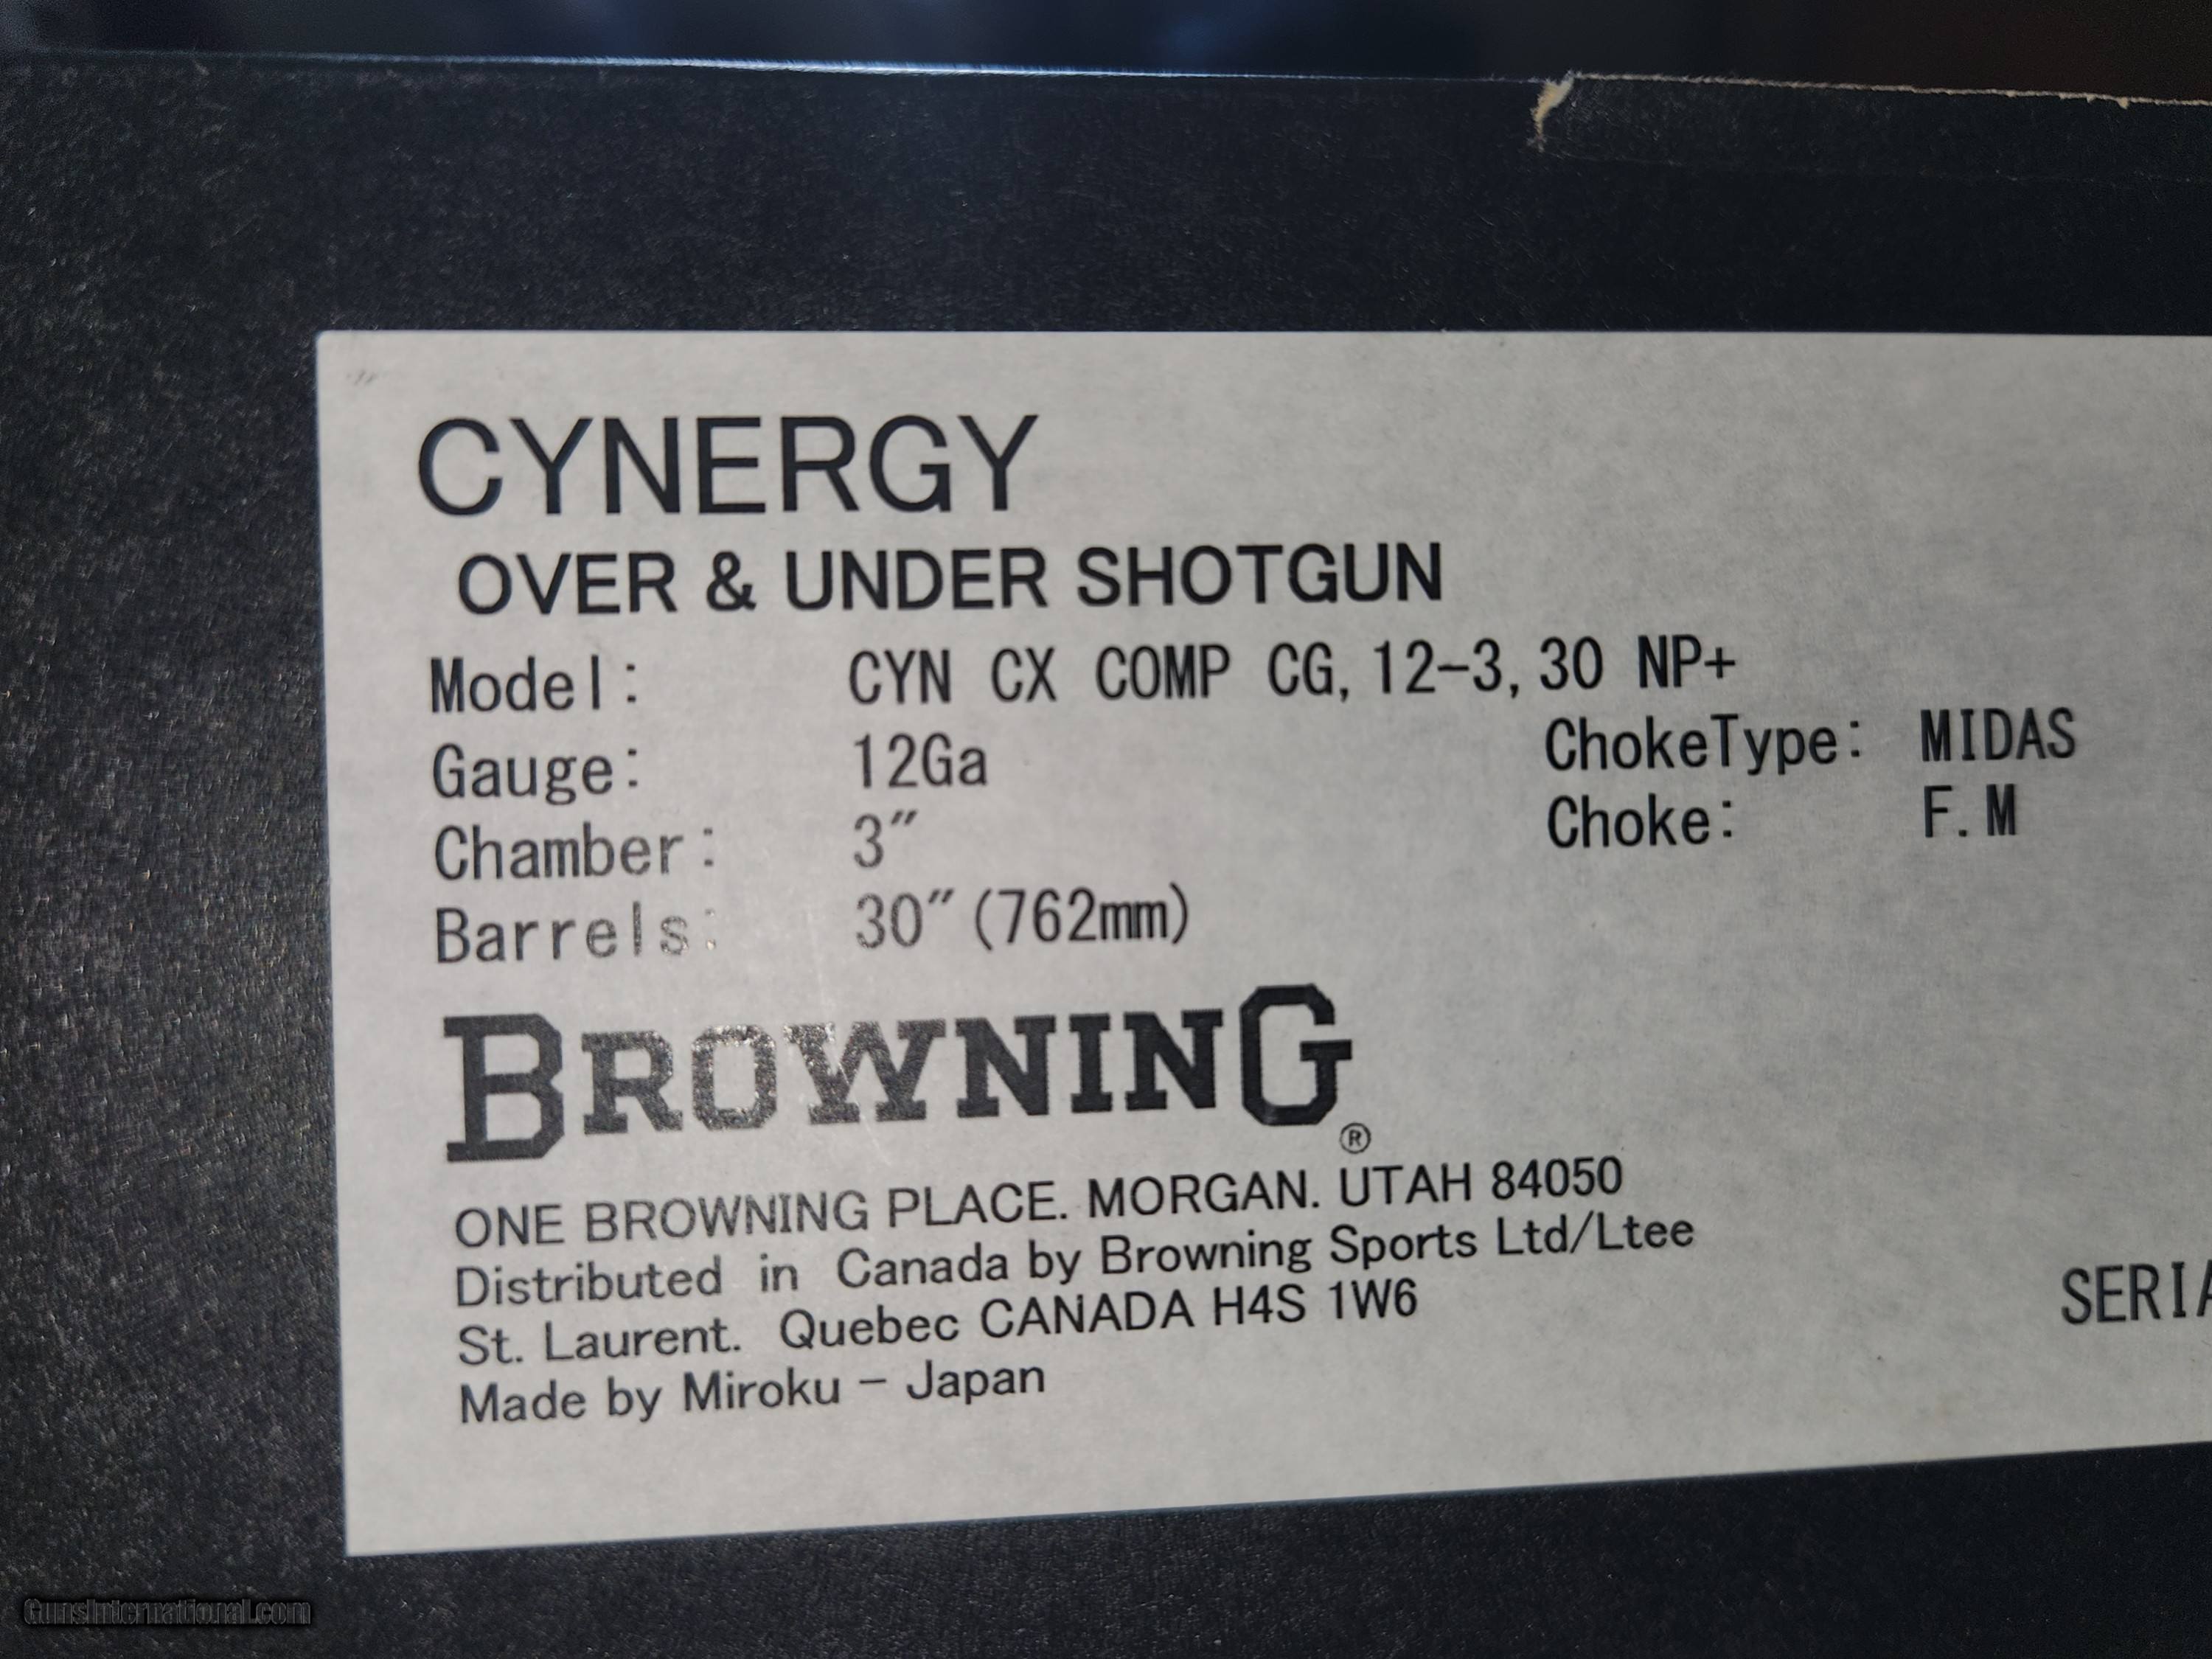 CYNERGY
OVER & UNDER SHOTGUN
Model: CYN CX COMP CG, 12-3, 30 NP+
Gauge: 12Ga ChokeType: MIDAS
Chamber: 3" Choke: F.M
Barrels: 30" (762mm)
BROWNING®
ONE BROWNING PLACE. MORGAN. UTAH 84050
Distributed in Canada by Browning Sports Ltd/Ltee
St. Laurent. Quebec CANADA H4S 1W6
SERIA
Made by Miroku - Japan
GunsInternational.com